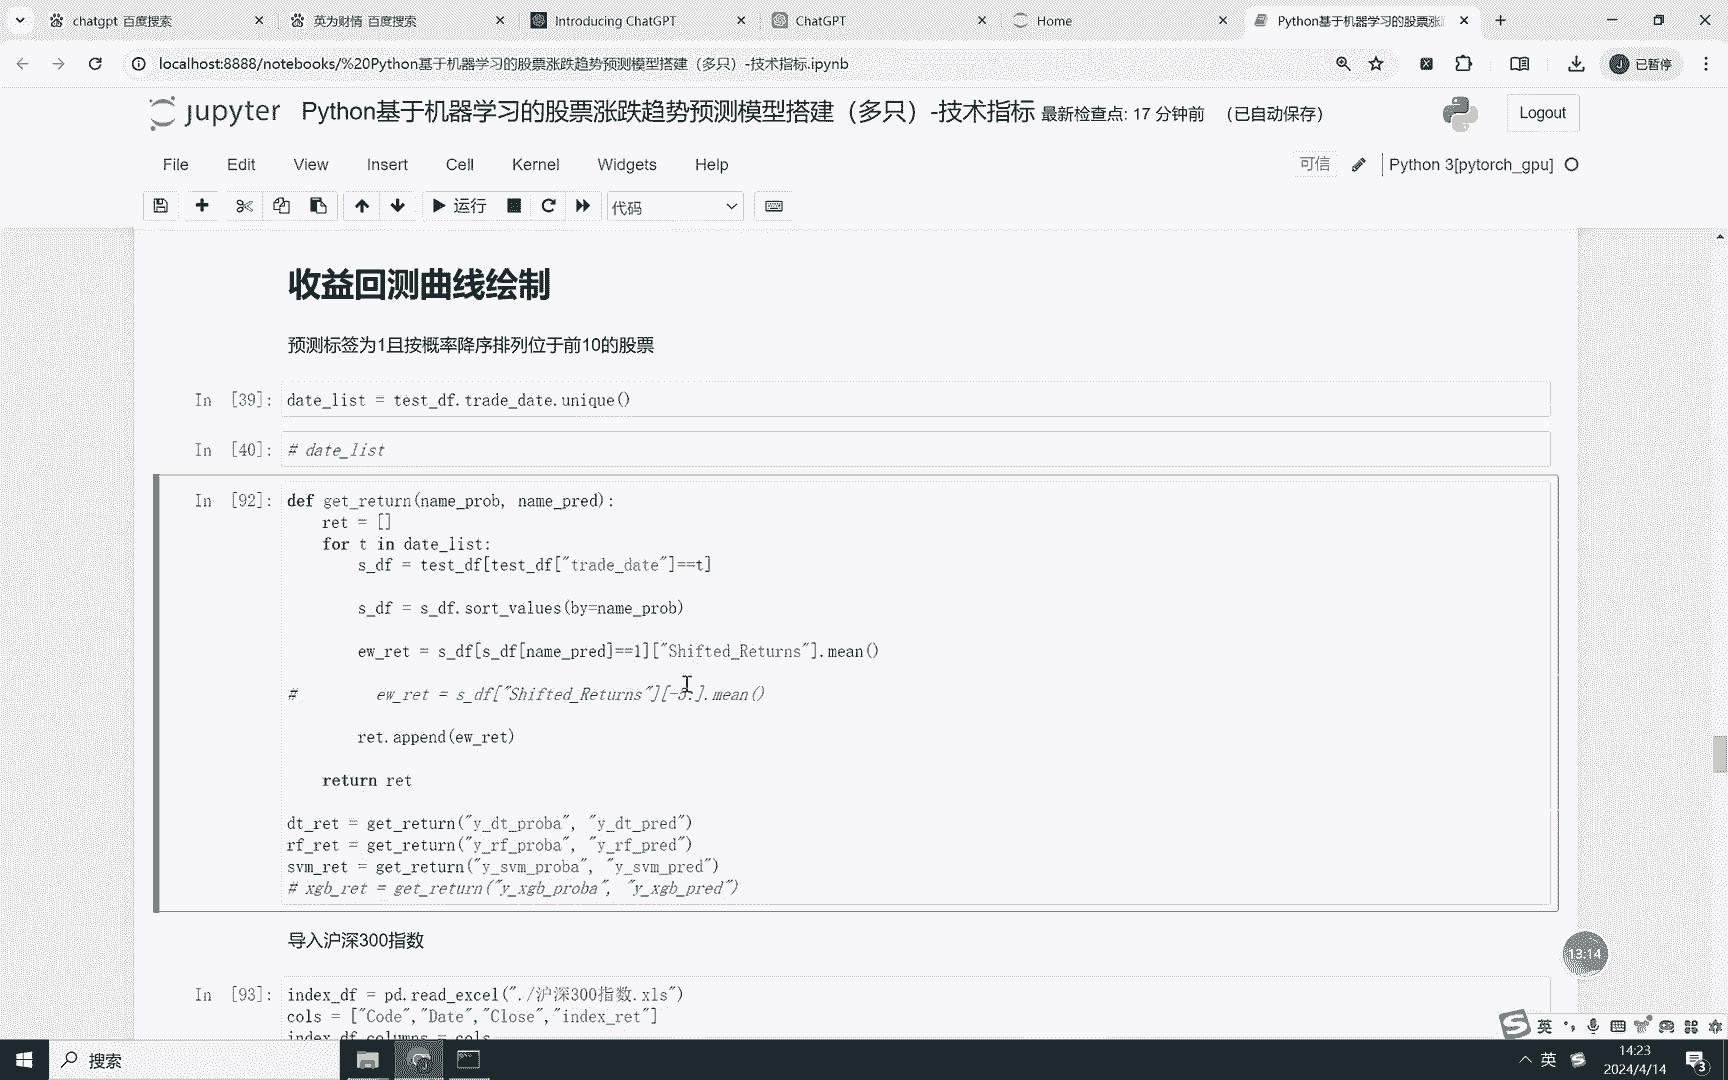 chatgpt 百度搜索
英为财情 百度搜索
Introducing ChatGPT
ChatGPT
Home
Python基于机器学习的股票涨
localhost:8888/notebooks/%20Python基于机器学习的股票涨跌趋势预测模型搭建（多只）-技术指标.ipynb
已暂停
jupyter Python基于机器学习的股票涨跌趋势预测模型搭建（多只）-技术指标 最新检查点: 17 分钟前 （已自动保存）
Logout
File Edit View Insert Cell Kernel Widgets Help
可信 Python 3[pytorch_gpu]
运行 代码
收益回测曲线绘制
预测标签为1且按概率降序排列位于前10的股票
In [39]: date_list = test_df.trade_date.unique()
In [40]: # date_list
In [92]: def get_return(name_prob, name_pred):
ret = []
for t in date_list:
s_df = test_df[test_df["trade_date"]==t]
s_df = s_df.sort_values(by=name_prob)
ew_ret = s_df[s_df[name_pred]==1]["Shifted_Returns"].mean()
# ew_ret = s_df["Shifted_Returns"][-5:].mean()
ret.append(ew_ret)
return ret
dt_ret = get_return("y_dt_proba", "y_dt_pred")
rf_ret = get_return("y_rf_proba", "y_rf_pred")
svm_ret = get_return("y_svm_proba", "y_svm_pred")
# xgb_ret = get_return("y_xgb_proba", "y_xgb_pred")
导入沪深300指数
In [93]: index_df = pd.read_excel("./沪深300指数.xls")
cols = ["Code","Date","Close","index_ret"]
index_df.columns = cols
13:14
英
搜索
英
14:23
2024/4/14
3